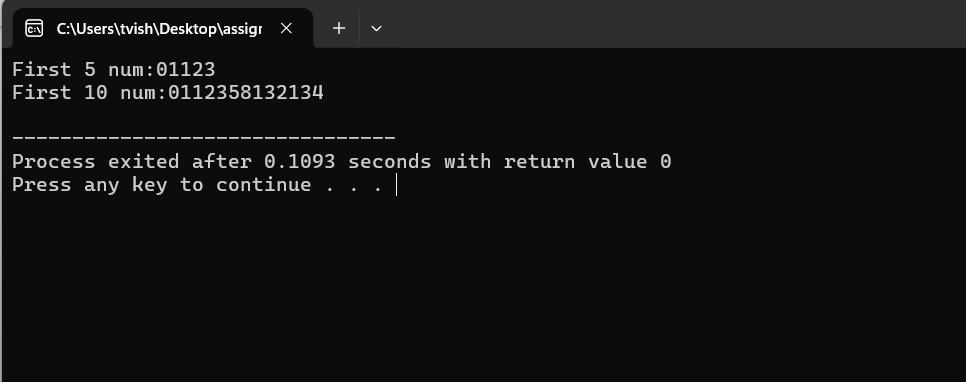 C:\Users\tvish\Desktop\assigr
First 5 num:01123
First 10 num:0112358132134
--------------------------------
Process exited after 0.1093 seconds with return value 0
Press any key to continue . . .